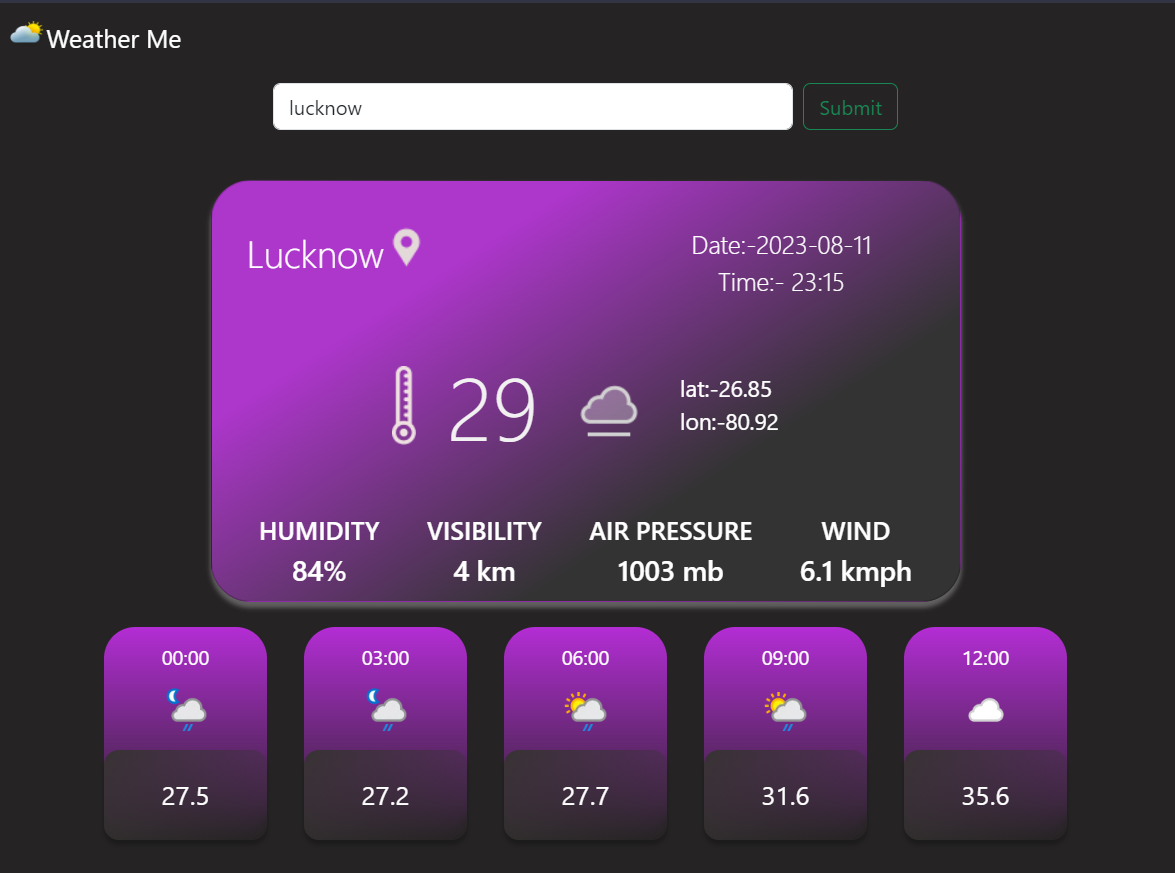 Weather Me
lucknow
Submit
Lucknow
Date:-2023-08-11
Time:- 23:15
29
lat:-26.85
lon:-80.92
HUMIDITY VISIBILITY AIR PRESSURE WIND
84% 4 km 1003 mb 6.1 kmph
00:00 03:00 06:00 09:00 12:00
27.5 27.2 27.7 31.6 35.6